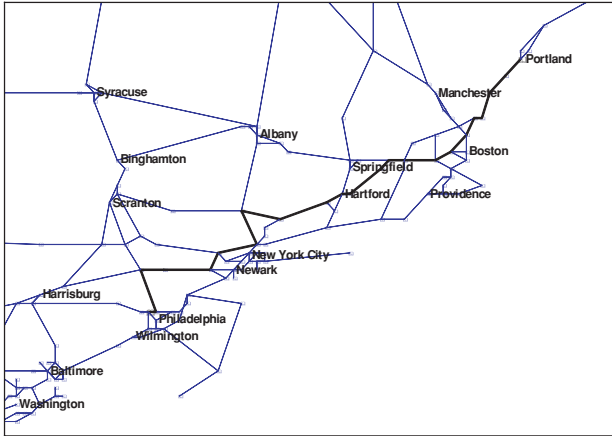 Portland
Syracuse
Manchester
Albany
Boston
Binghamton
Springfield
Hartford
Providence
Scranton
New York City
Newark
Harrisburg
Philadelphia
Wilmington
Baltimore
Washington